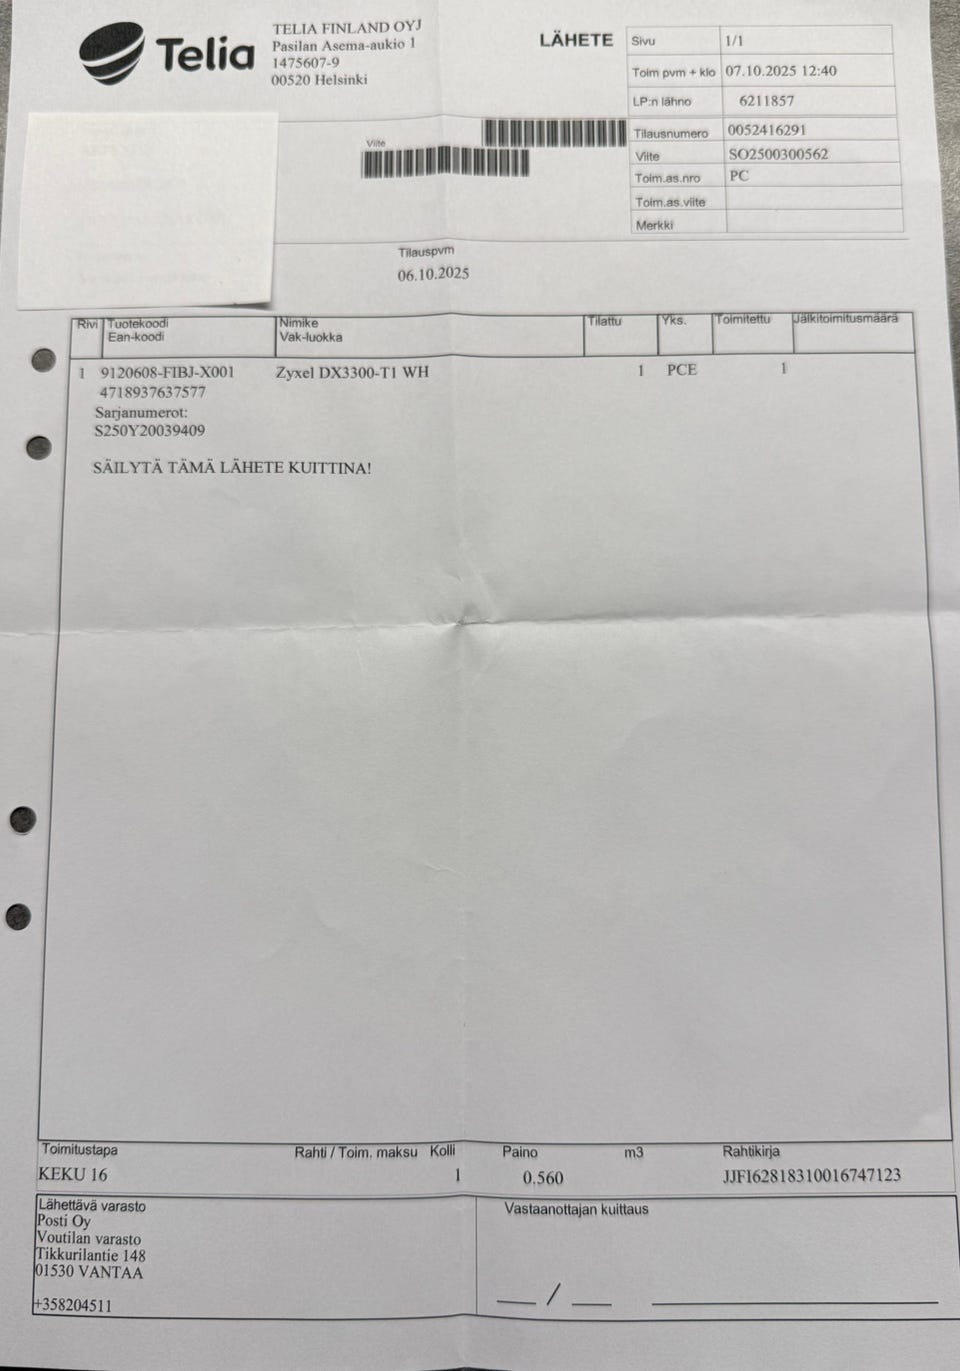 Telia
TELIA FINLAND OYJ
Pasilan Asema-aukio 1
1475607-9
00520 Helsinki
LÄHETE
Sivu 1/1
Toim pvm + klo 07.10.2025 12:40
LP:n lähno 6211857
Tilausnumero 0052416291
Viite SO2500300562
Toim.as.nro PC
Toim.as.viite
Merkki
Viite
Tilauspvm
06.10.2025
Rivi Tuotekoodi Nimike Tilattu Yks. Toimitettu Jälkitoimitusmäärä
Ean-koodi Vak-luokka
1 9120608-FIBJ-X001 Zyxel DX3300-T1 WH 1 PCE 1
4718937637577
Sarjanumerot:
S250Y20039409
SÄILYTÄ TÄMÄ LÄHETE KUITTINA!
Toimitustapa Rahti / Toim. maksu Kolli Paino m3 Rahtikirja
KEKU 16 1 0.560 JJFI62818310016747123
Lähettävä varasto Vastaanottajan kuittaus
Posti Oy
Voutilan varasto
Tikkurilantie 148
01530 VANTAA
+358204511
___ / ___ ____________________